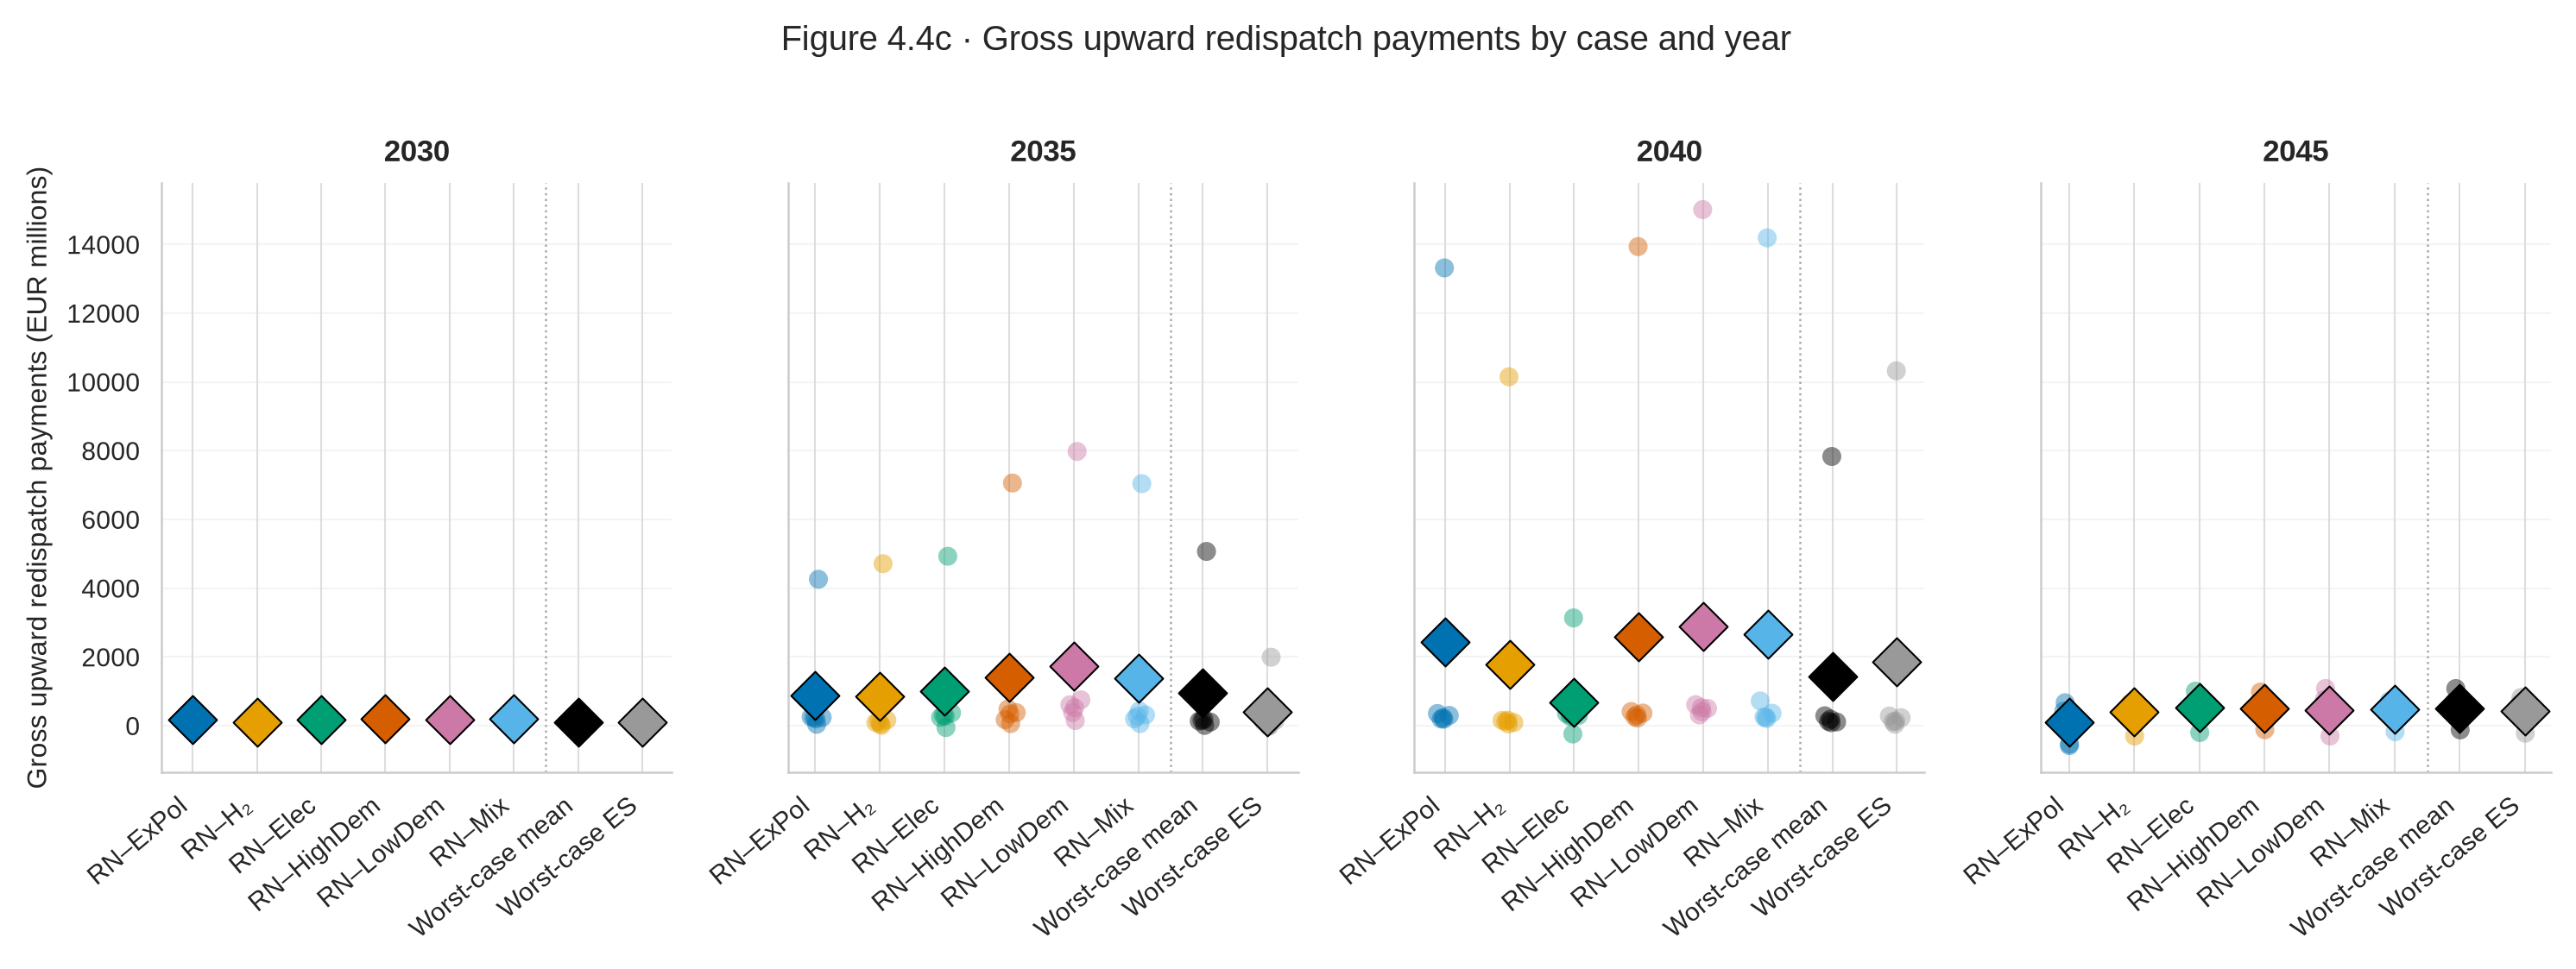 Figure 4.4c · Gross upward redispatch payments by case and year
Gross upward redispatch payments (EUR millions)
14000
12000
10000
8000
6000
4000
2000
0
2030
RN–ExPol
RN–H₂
RN–Elec
RN–HighDem
RN–LowDem
RN–Mix
Worst-case mean
Worst-case ES
2035
RN–ExPol
RN–H₂
RN–Elec
RN–HighDem
RN–LowDem
RN–Mix
Worst-case mean
Worst-case ES
2040
RN–ExPol
RN–H₂
RN–Elec
RN–HighDem
RN–LowDem
RN–Mix
Worst-case mean
Worst-case ES
2045
RN–ExPol
RN–H₂
RN–Elec
RN–HighDem
RN–LowDem
RN–Mix
Worst-case mean
Worst-case ES